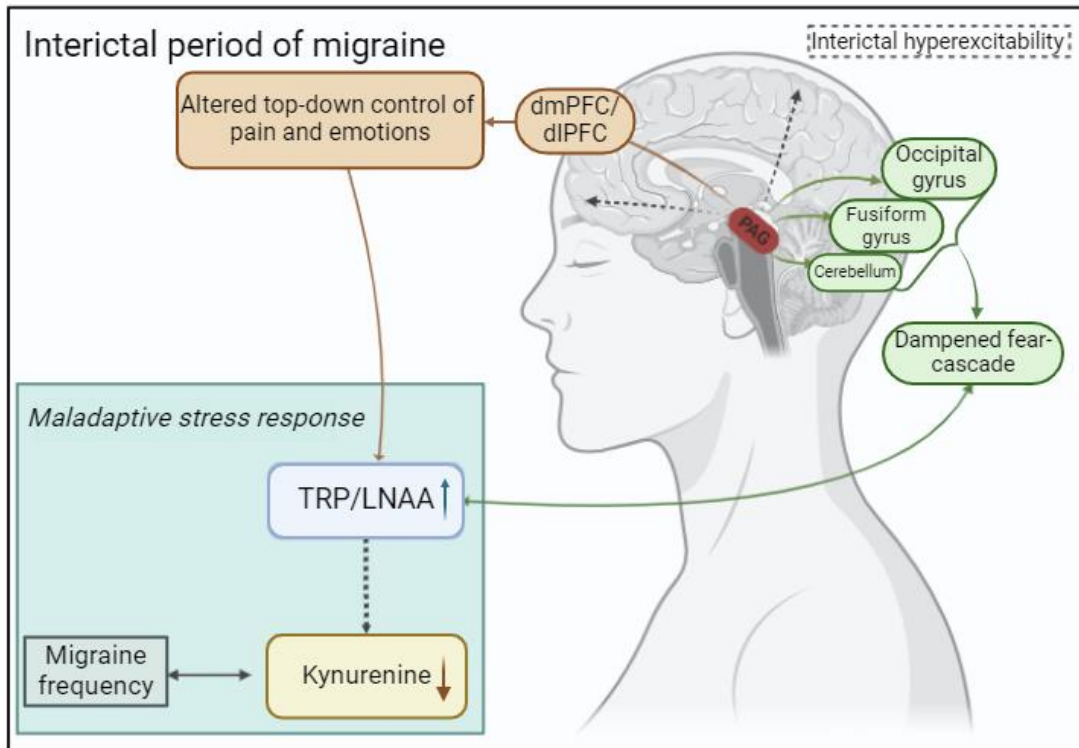 Interictal period of migraine
Interictal hyperexcitability
Altered top-down control of
pain and emotions
dmPFC/
dlPFC
Occipital
gyrus
Fusiform
gyrus
Cerebellum
PAG
Dampened fear-
cascade
Maladaptive stress response
TRP/LNAA
Migraine
frequency
Kynurenine